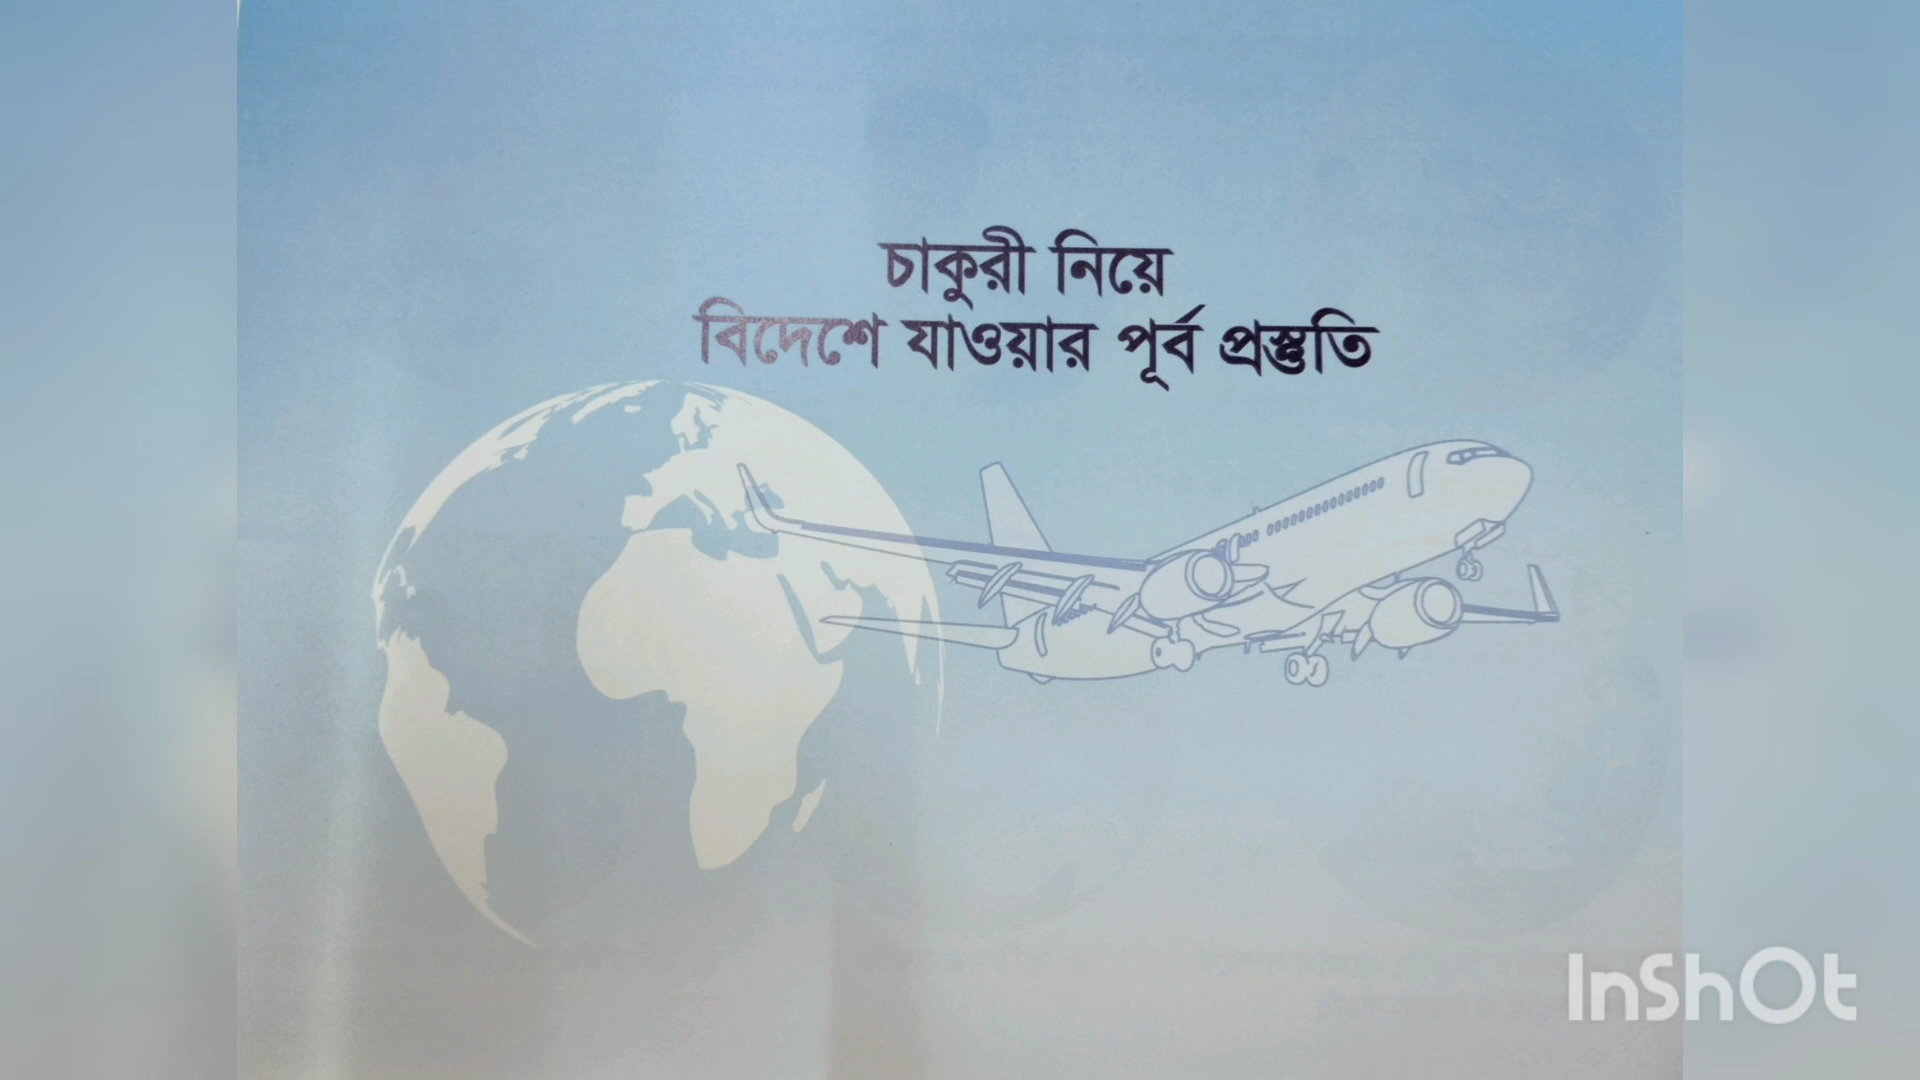 চাকুরী নিয়ে
বিদেশে যাওয়ার পূর্ব প্রস্তুতি
InShOt